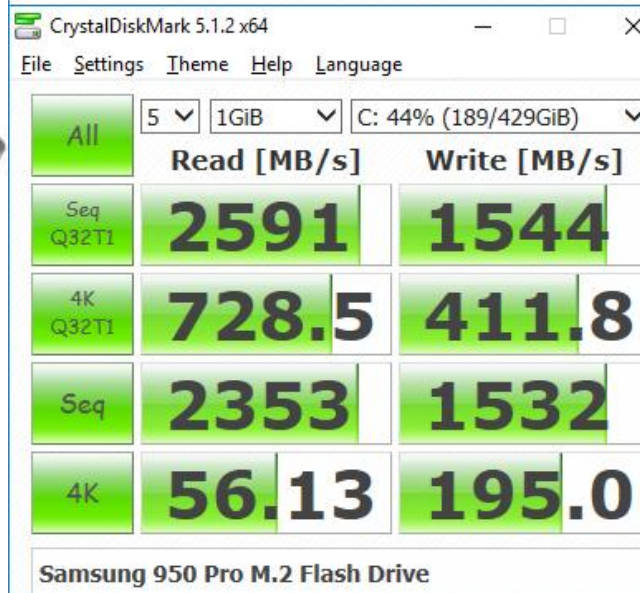 CrystalDiskMark 5.1.2 x64
File Settings Theme Help Language
All 5 1GiB C: 44% (189/429GiB)
Read [MB/s] Write [MB/s]
Seq
Q32T1 2591 1544
4K
Q32T1 728.5 411.8
Seq 2353 1532
4K 56.13 195.0
Samsung 950 Pro M.2 Flash Drive